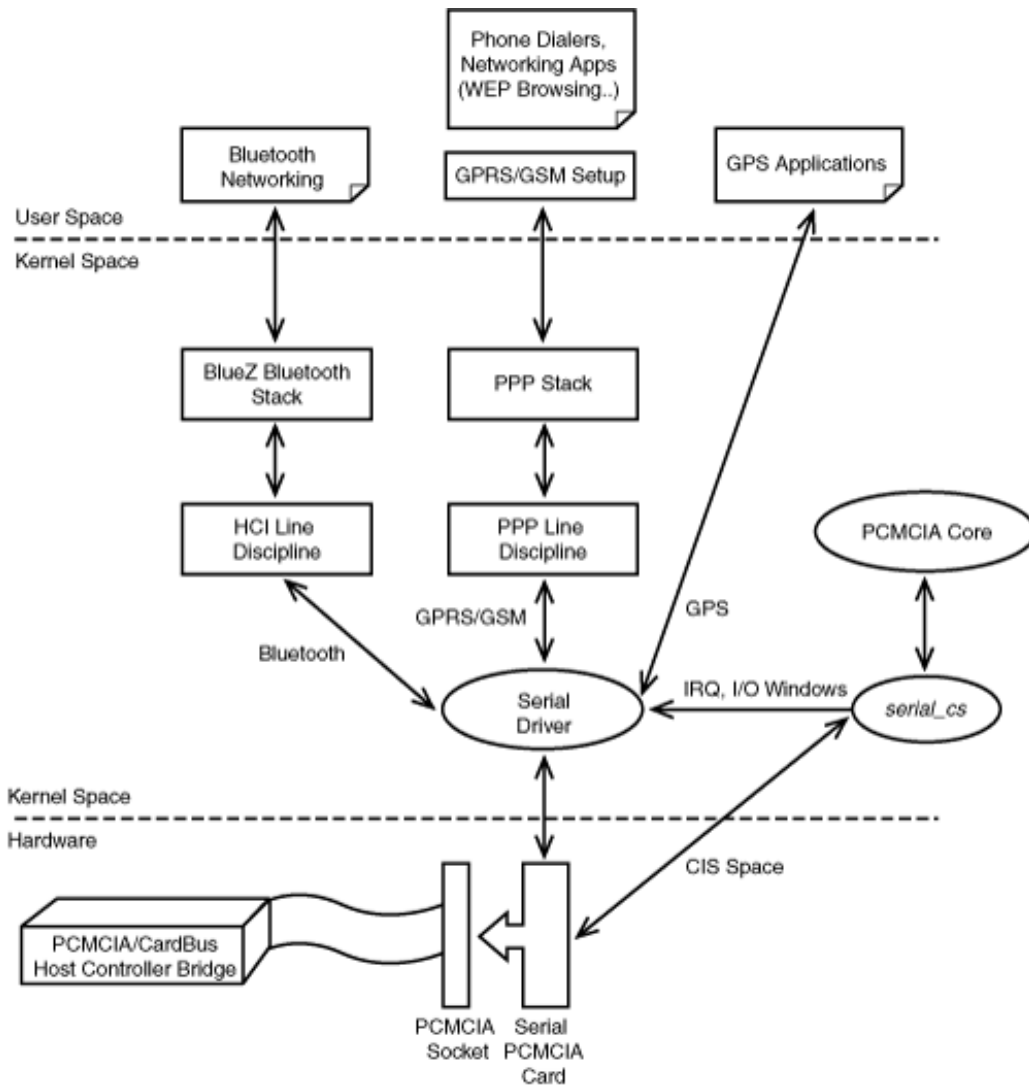 Phone Dialers,
Networking Apps
(WEP Browsing..)
Bluetooth
Networking
GPRS/GSM Setup
GPS Applications
User Space
Kernel Space
BlueZ Bluetooth
Stack
PPP Stack
HCI Line
Discipline
PPP Line
Discipline
PCMCIA Core
GPRS/GSM
GPS
Bluetooth
IRQ, I/O Windows
Serial
Driver
serial_cs
Kernel Space
Hardware
CIS Space
PCMCIA/CardBus
Host Controller Bridge
PCMCIA
Socket
Serial
PCMCIA
Card